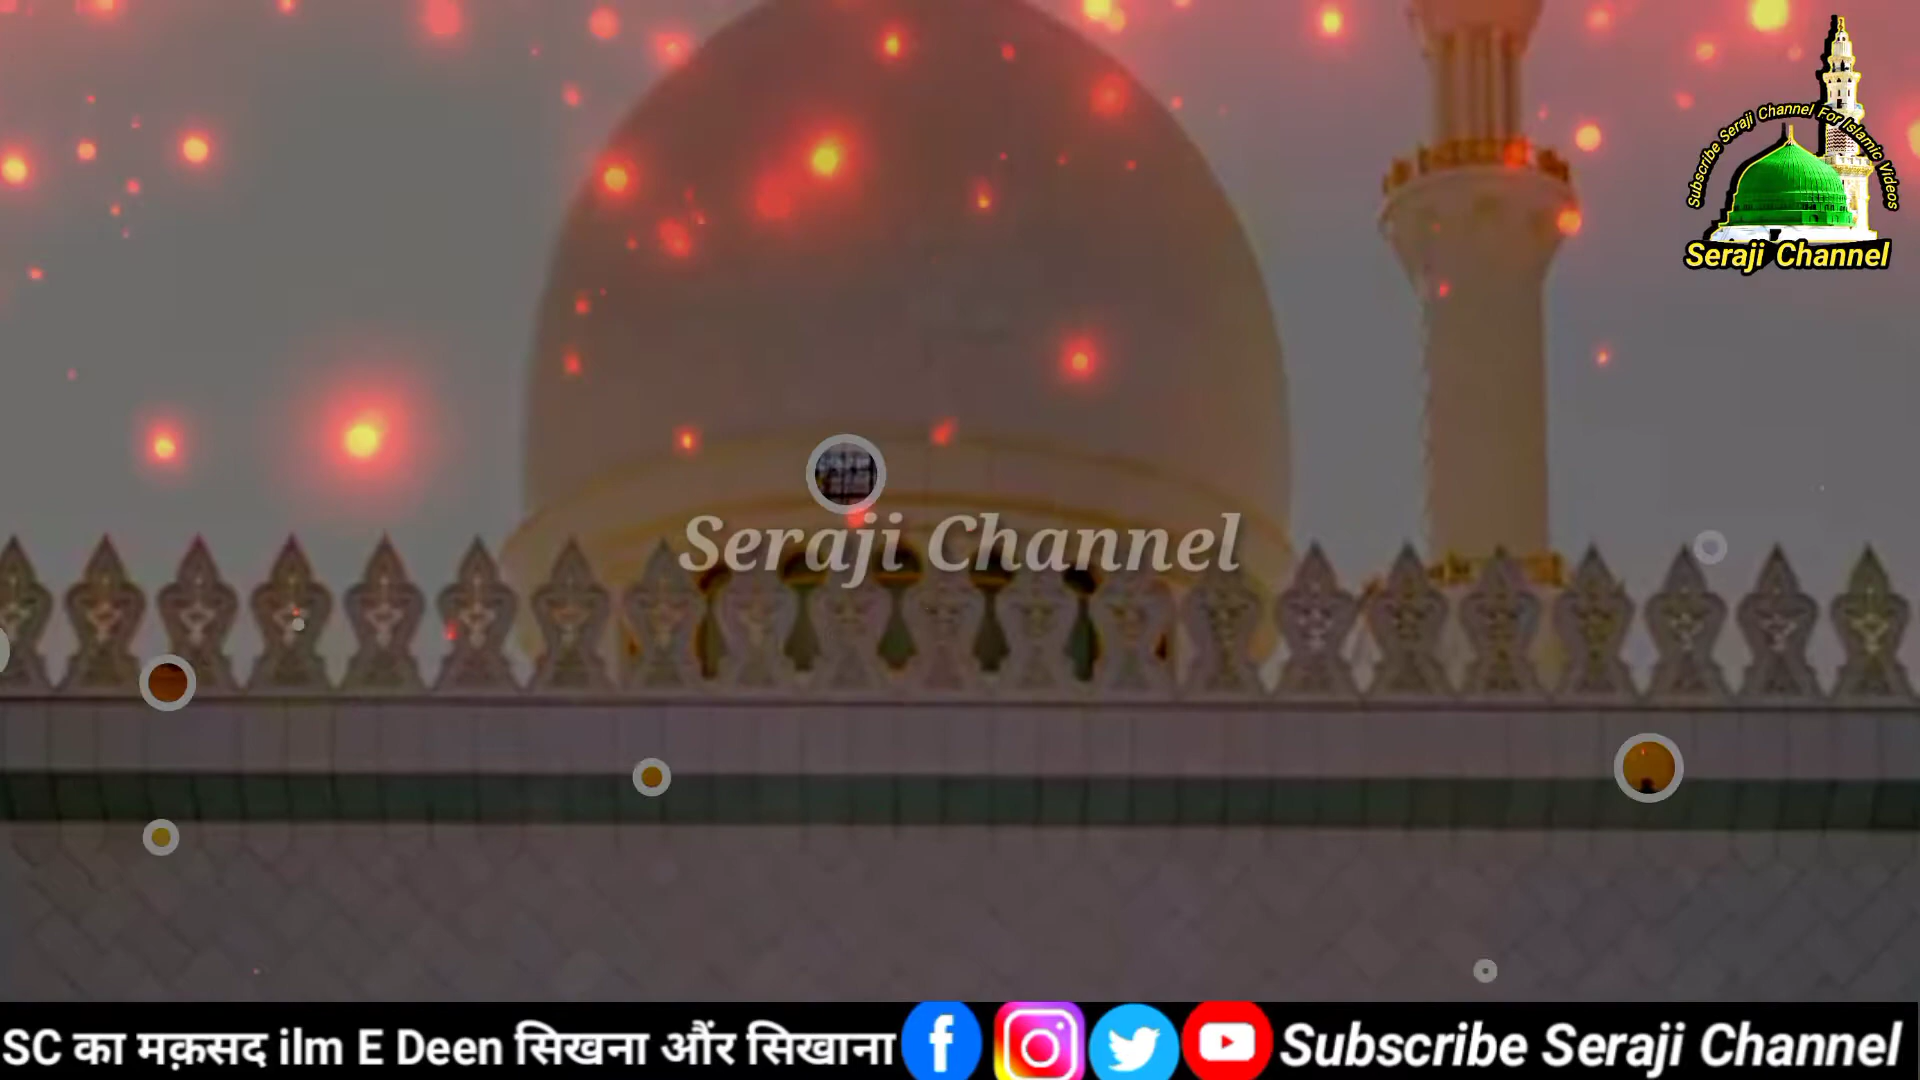 Subscribe Seraji Channel For Islamic Videos
Seraji Channel
Seraji Channel
SC का मक़सद ilm E Deen सिखना औंर सिखाना Subscribe Seraji Channel